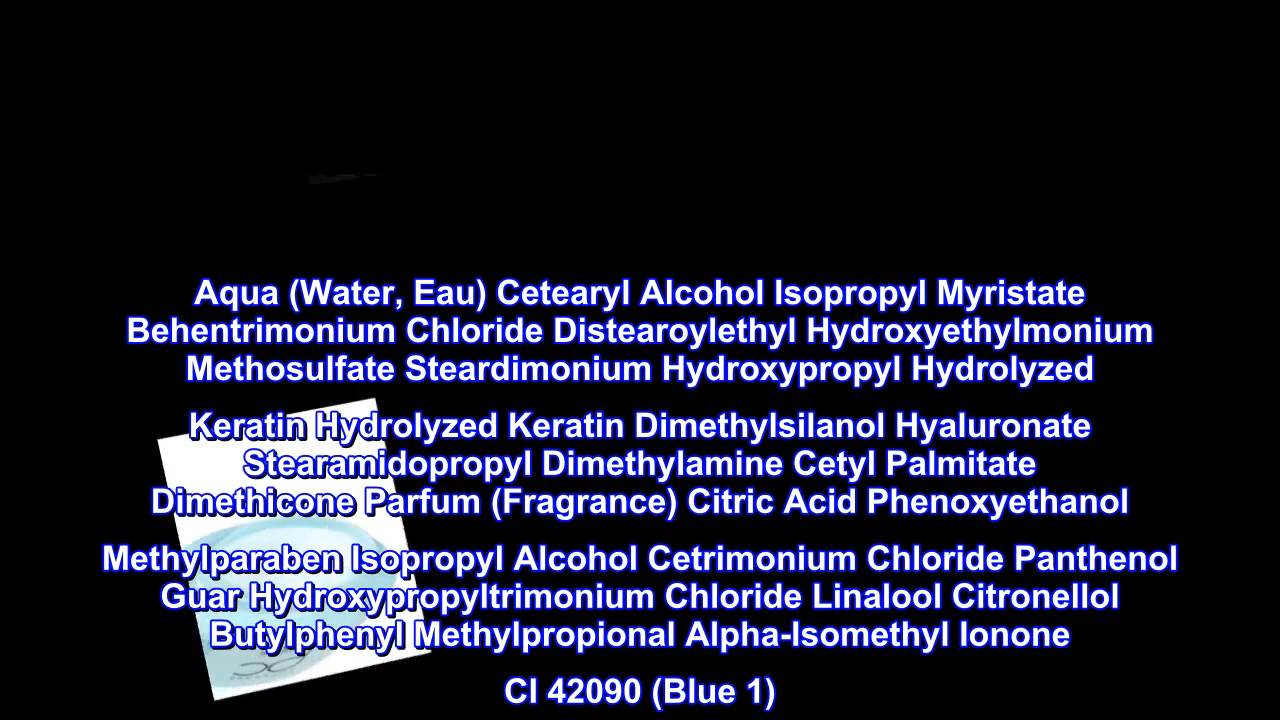 Aqua (Water, Eau) Cetearyl Alcohol Isopropyl Myristate
Behentrimonium Chloride Distearoylethyl Hydroxyethylmonium
Methosulfate Steardimonium Hydroxypropyl Hydrolyzed
Keratin Hydrolyzed Keratin Dimethylsilanol Hyaluronate
Stearamidopropyl Dimethylamine Cetyl Palmitate
Dimethicone Parfum (Fragrance) Citric Acid Phenoxyethanol
Methylparaben Isopropyl Alcohol Cetrimonium Chloride Panthenol
Guar Hydroxypropyltrimonium Chloride Linalool Citronellol
Butylphenyl Methylpropional Alpha-Isomethyl Ionone
CI 42090 (Blue 1)